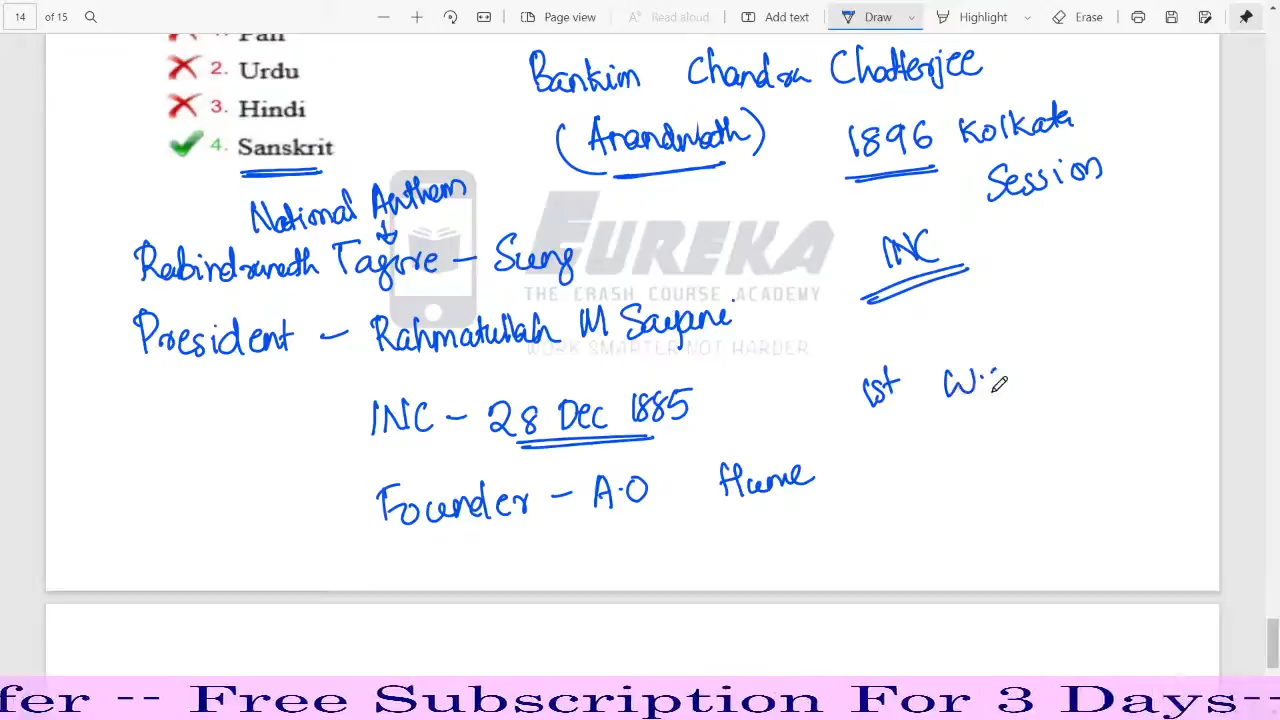 14 of 15
Page view
Read aloud
Add text
Draw
Highlight
Erase
1. Pali
2. Urdu
3. Hindi
4. Sanskrit
Bankim Chandra Chatterjee
(Anandmath)
1896 Kolkata
Session
National Anthem
Rabindranath Tagore - Sung
INC
EUREKA
THE CRASH COURSE ACADEMY
WORK SMARTER NOT HARDER
President - Rahmatullah M Sayani
INC - 28 Dec 1885
1st W.
Founder - A.O Hume
fer -- Free Subscription For 3 Days--